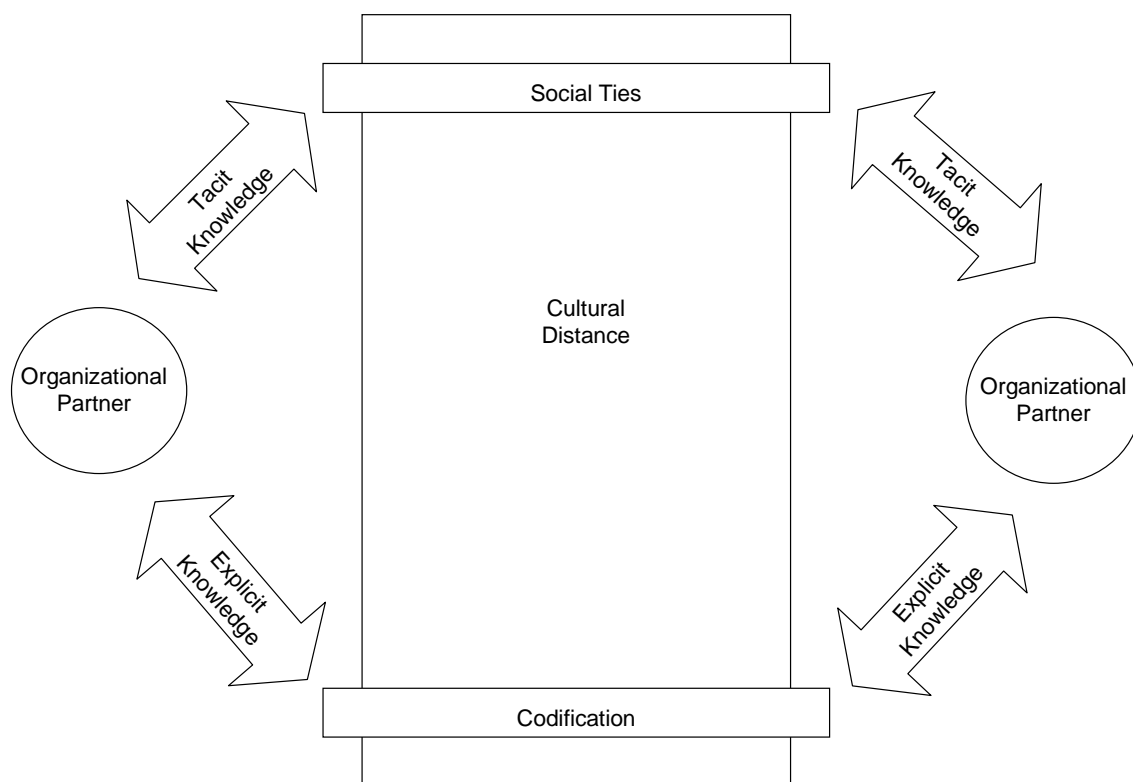 Social Ties
Tacit
Knowledge
Tacit
Knowledge
Cultural
Distance
Organizational
Partner
Organizational
Partner
Explicit
Knowledge
Explicit
Knowledge
Codification